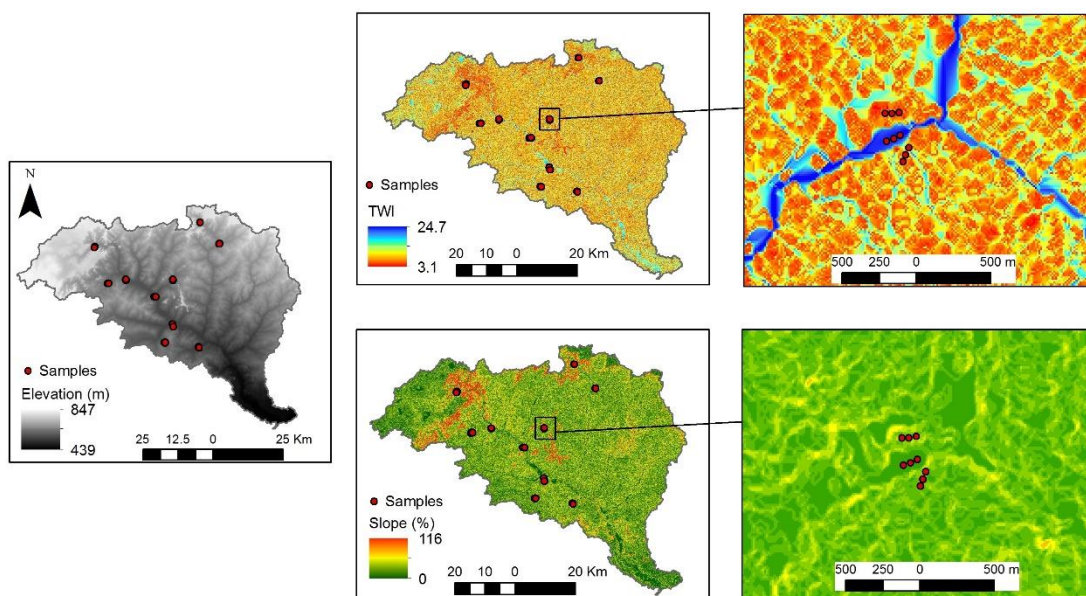 N
Samples
Elevation (m)
847
439
25 12.5 0 25 Km
Samples
TWI
24.7
3.1
20 10 0 20 Km
500 250 0 500 m
Samples
Slope (%)
116
0
20 10 0 20 Km
500 250 0 500 m